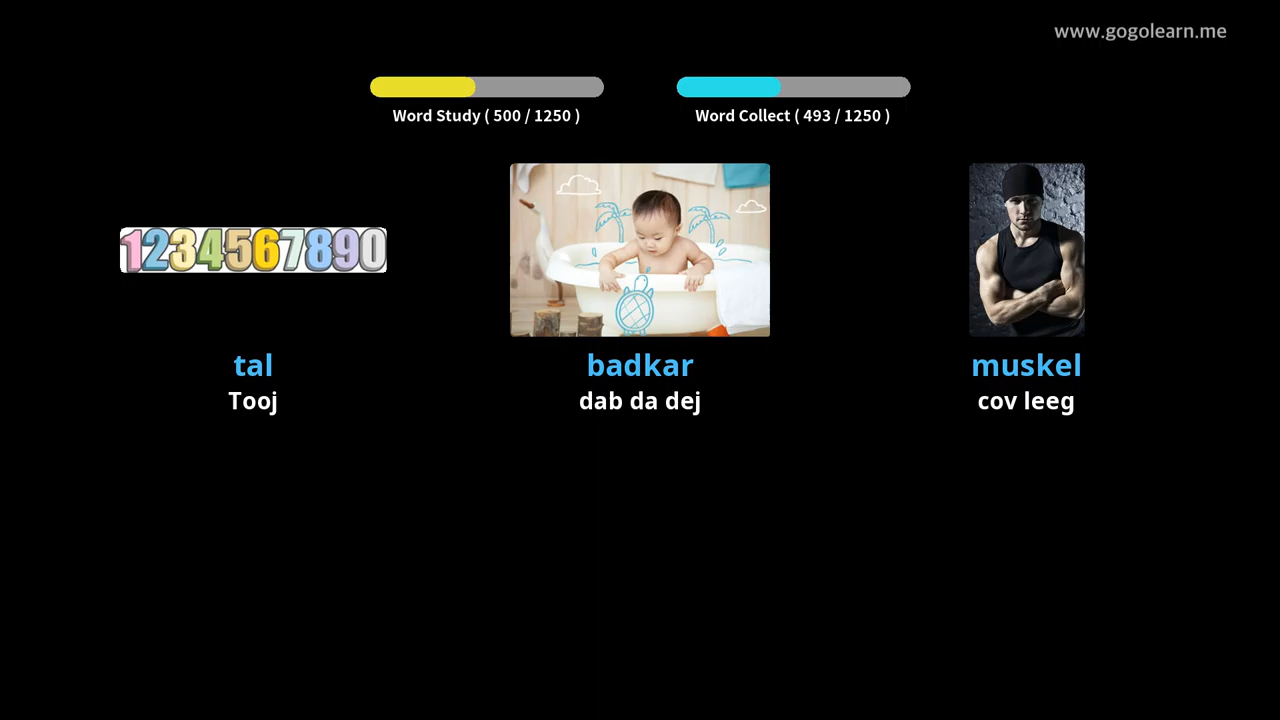 www.gogolearn.me
Word Study ( 500 / 1250 )
Word Collect ( 493 / 1250 )
1234567890
tal
badkar
muskel
Tooj
dab da dej
cov leeg